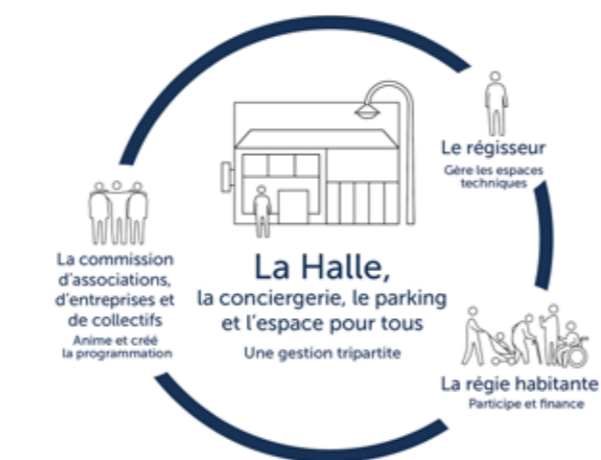 Le régisseur
Gère les espaces
techniques
La commission
d'associations,
d'entreprises et
de collectifs
Anime et créé
la programmation
La Halle,
la conciergerie, le parking
et l'espace pour tous
Une gestion tripartite
La régie habitante
Participe et finance